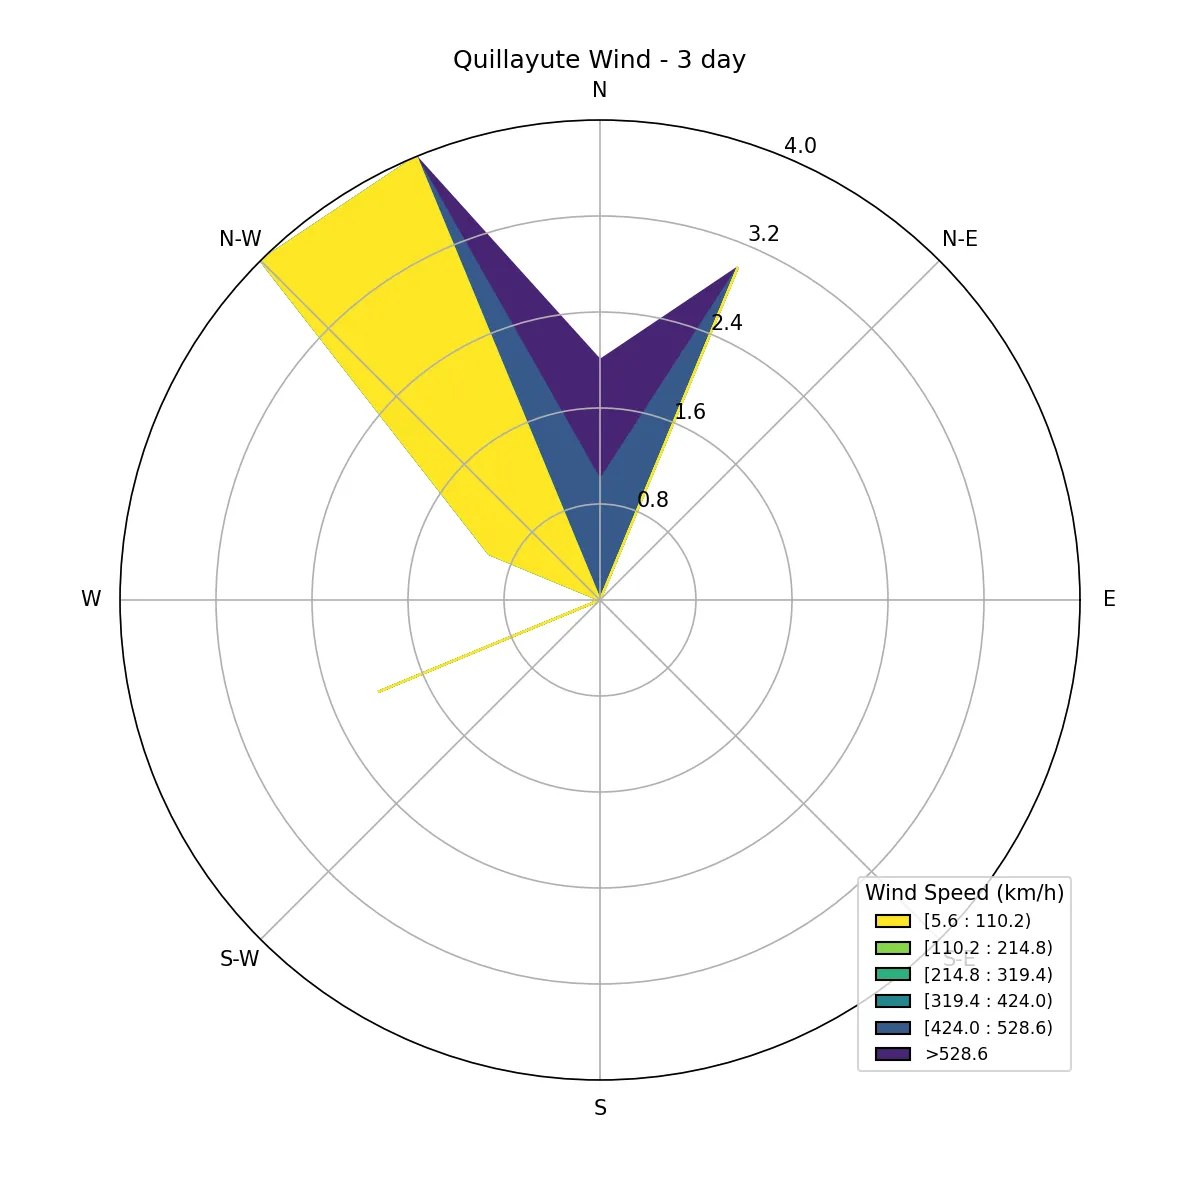 Quillayute Wind - 3 day
N
4.0
3.2
N-W
N-E
2.4
1.6
0.8
W
E
S-W
S-E
S
Wind Speed (km/h)
[5.6 : 110.2)
[110.2 : 214.8)
[214.8 : 319.4)
[319.4 : 424.0)
[424.0 : 528.6)
>528.6